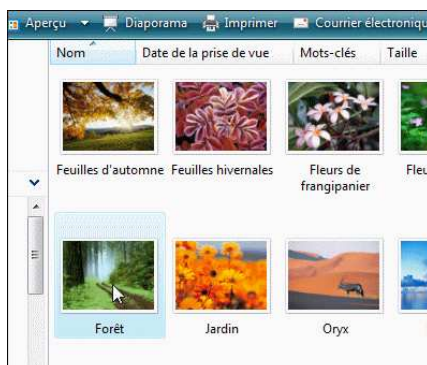 Aperçu Diaporama Imprimer Courrier
Nom Date de la prise de vue Mots-clés Taille
Feuilles d'automne Feuilles hivernales Fleurs de
frangipanier
Forêt Jardin Oryx